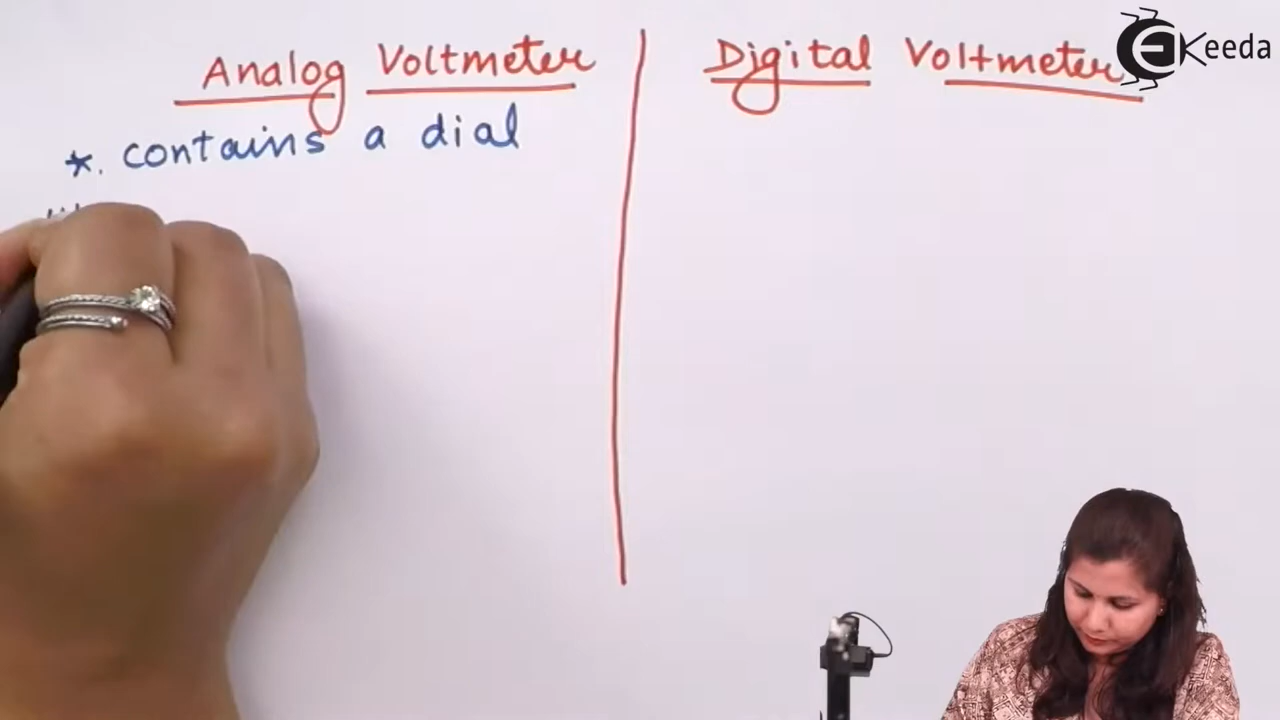 Analog Voltmeter
Digital Voltmeter
EKeeda
*. contains a dial